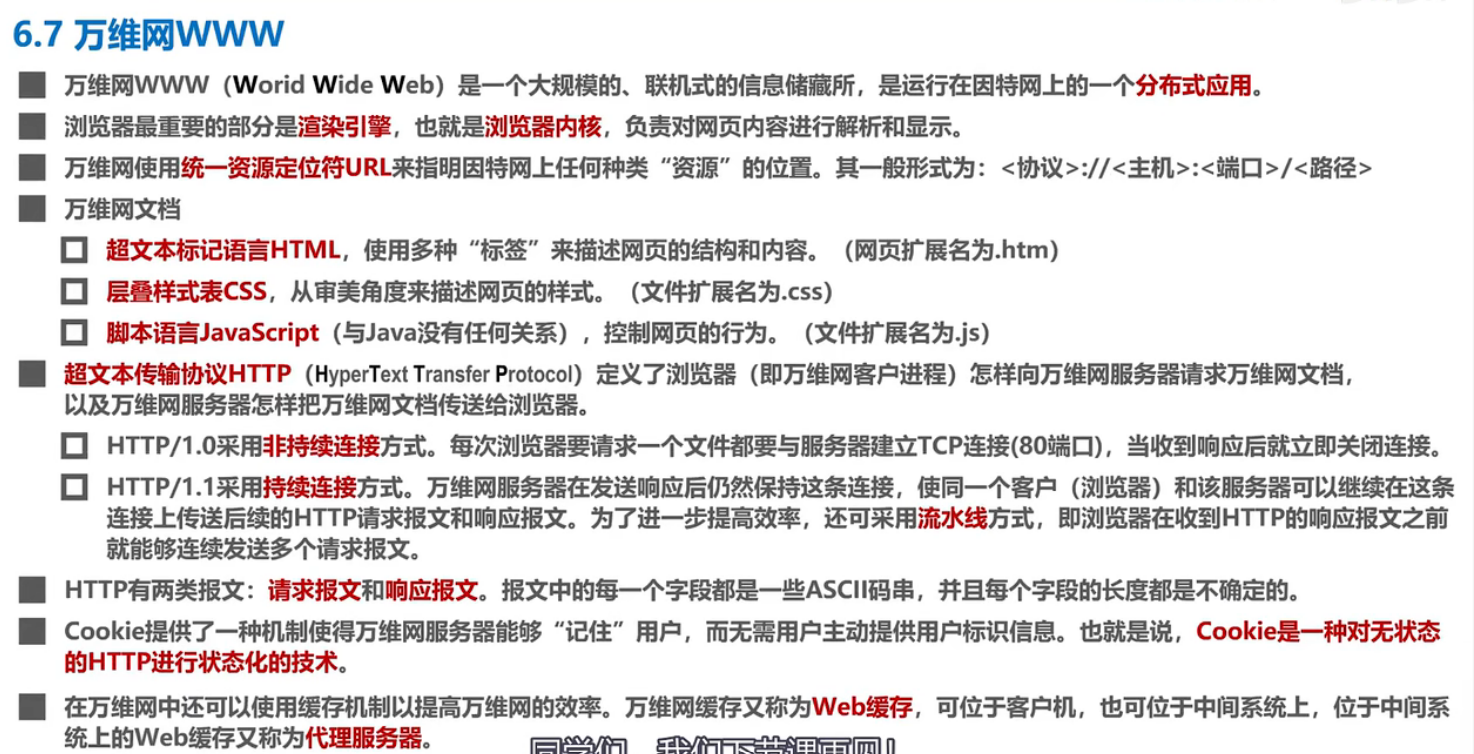 6.7 万维网WWW
万维网WWW（Worid Wide Web）是一个大规模的、联机式的信息储藏所，是运行在因特网上的一个分布式应用。
浏览器最重要的部分是渲染引擎，也就是浏览器内核，负责对网页内容进行解析和显示。
万维网使用统一资源定位符URL来指明因特网上任何种类“资源”的位置。其一般形式为：<协议>://<主机>:<端口>/<路径>
万维网文档
超文本标记语言HTML，使用多种“标签”来描述网页的结构和内容。（网页扩展名为.htm）
层叠样式表CSS，从审美角度来描述网页的样式。（文件扩展名为.css）
脚本语言JavaScript（与Java没有任何关系），控制网页的行为。（文件扩展名为.js）
超文本传输协议HTTP（HyperText Transfer Protocol）定义了浏览器（即万维网客户进程）怎样向万维网服务器请求万维网文档，
以及万维网服务器怎样把万维网文档传送给浏览器。
HTTP/1.0采用非持续连接方式。每次浏览器要请求一个文件都要与服务器建立TCP连接(80端口)，当收到响应后就立即关闭连接。
HTTP/1.1采用持续连接方式。万维网服务器在发送响应后仍然保持这条连接，使同一个客户（浏览器）和该服务器可以继续在这条
连接上传送后续的HTTP请求报文和响应报文。为了进一步提高效率，还可采用流水线方式，即浏览器在收到HTTP的响应报文之前
就能够连续发送多个请求报文。
HTTP有两类报文：请求报文和响应报文。报文中的每一个字段都是一些ASCII码串，并且每个字段的长度都是不确定的。
Cookie提供了一种机制使得万维网服务器能够“记住”用户，而无需用户主动提供用户标识信息。也就是说，Cookie是一种对无状态
的HTTP进行状态化的技术。
在万维网中还可以使用缓存机制以提高万维网的效率。万维网缓存又称为Web缓存，可位于客户机，也可位于中间系统上，位于中间系
统上的Web缓存又称为代理服务器。
同学们，我们下节课再见！